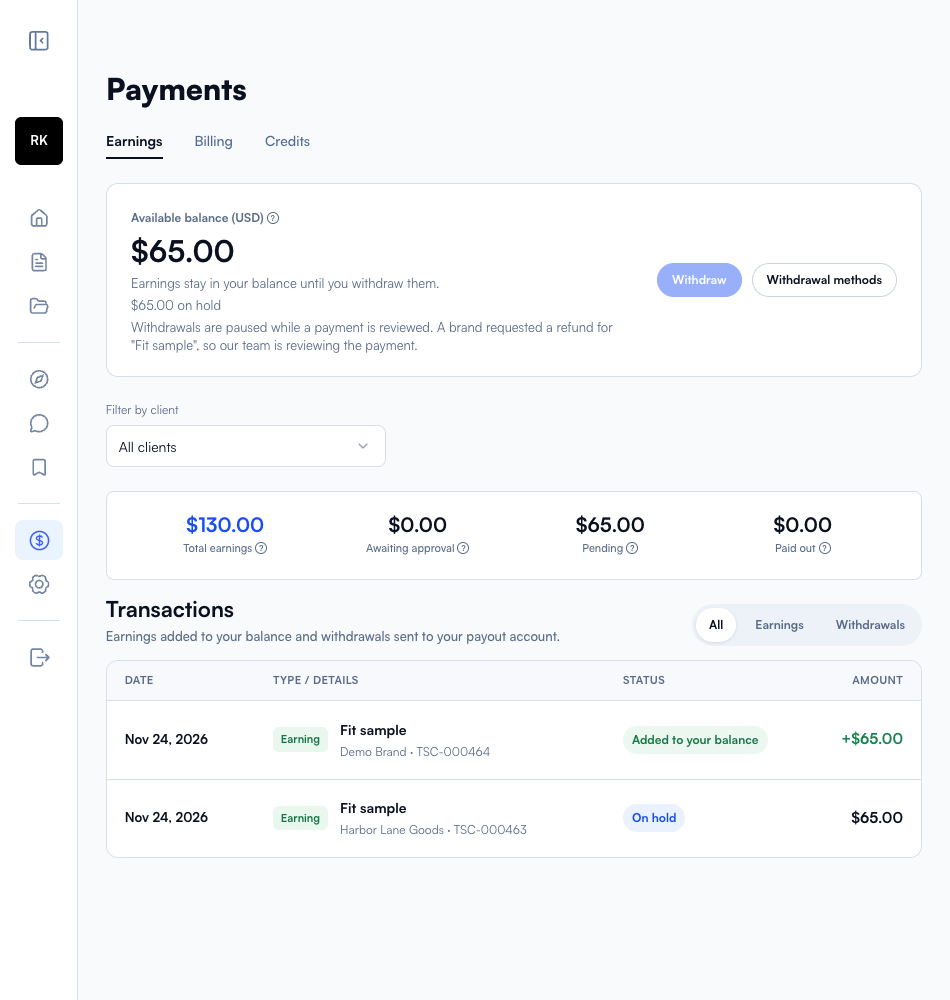 RK
Payments
Earnings Billing Credits
Available balance (USD) ?
$65.00
Earnings stay in your balance until you withdraw them.
$65.00 on hold
Withdrawals are paused while a payment is reviewed. A brand requested a refund for
"Fit sample", so our team is reviewing the payment.
Withdraw Withdrawal methods
Filter by client
All clients
$130.00 $0.00 $65.00 $0.00
Total earnings ? Awaiting approval ? Pending ? Paid out ?
Transactions
Earnings added to your balance and withdrawals sent to your payout account.
All Earnings Withdrawals
DATE TYPE / DETAILS STATUS AMOUNT
Nov 24, 2026 Earning Fit sample Added to your balance +$65.00
Demo Brand · TSC-000464
Nov 24, 2026 Earning Fit sample On hold $65.00
Harbor Lane Goods · TSC-000463